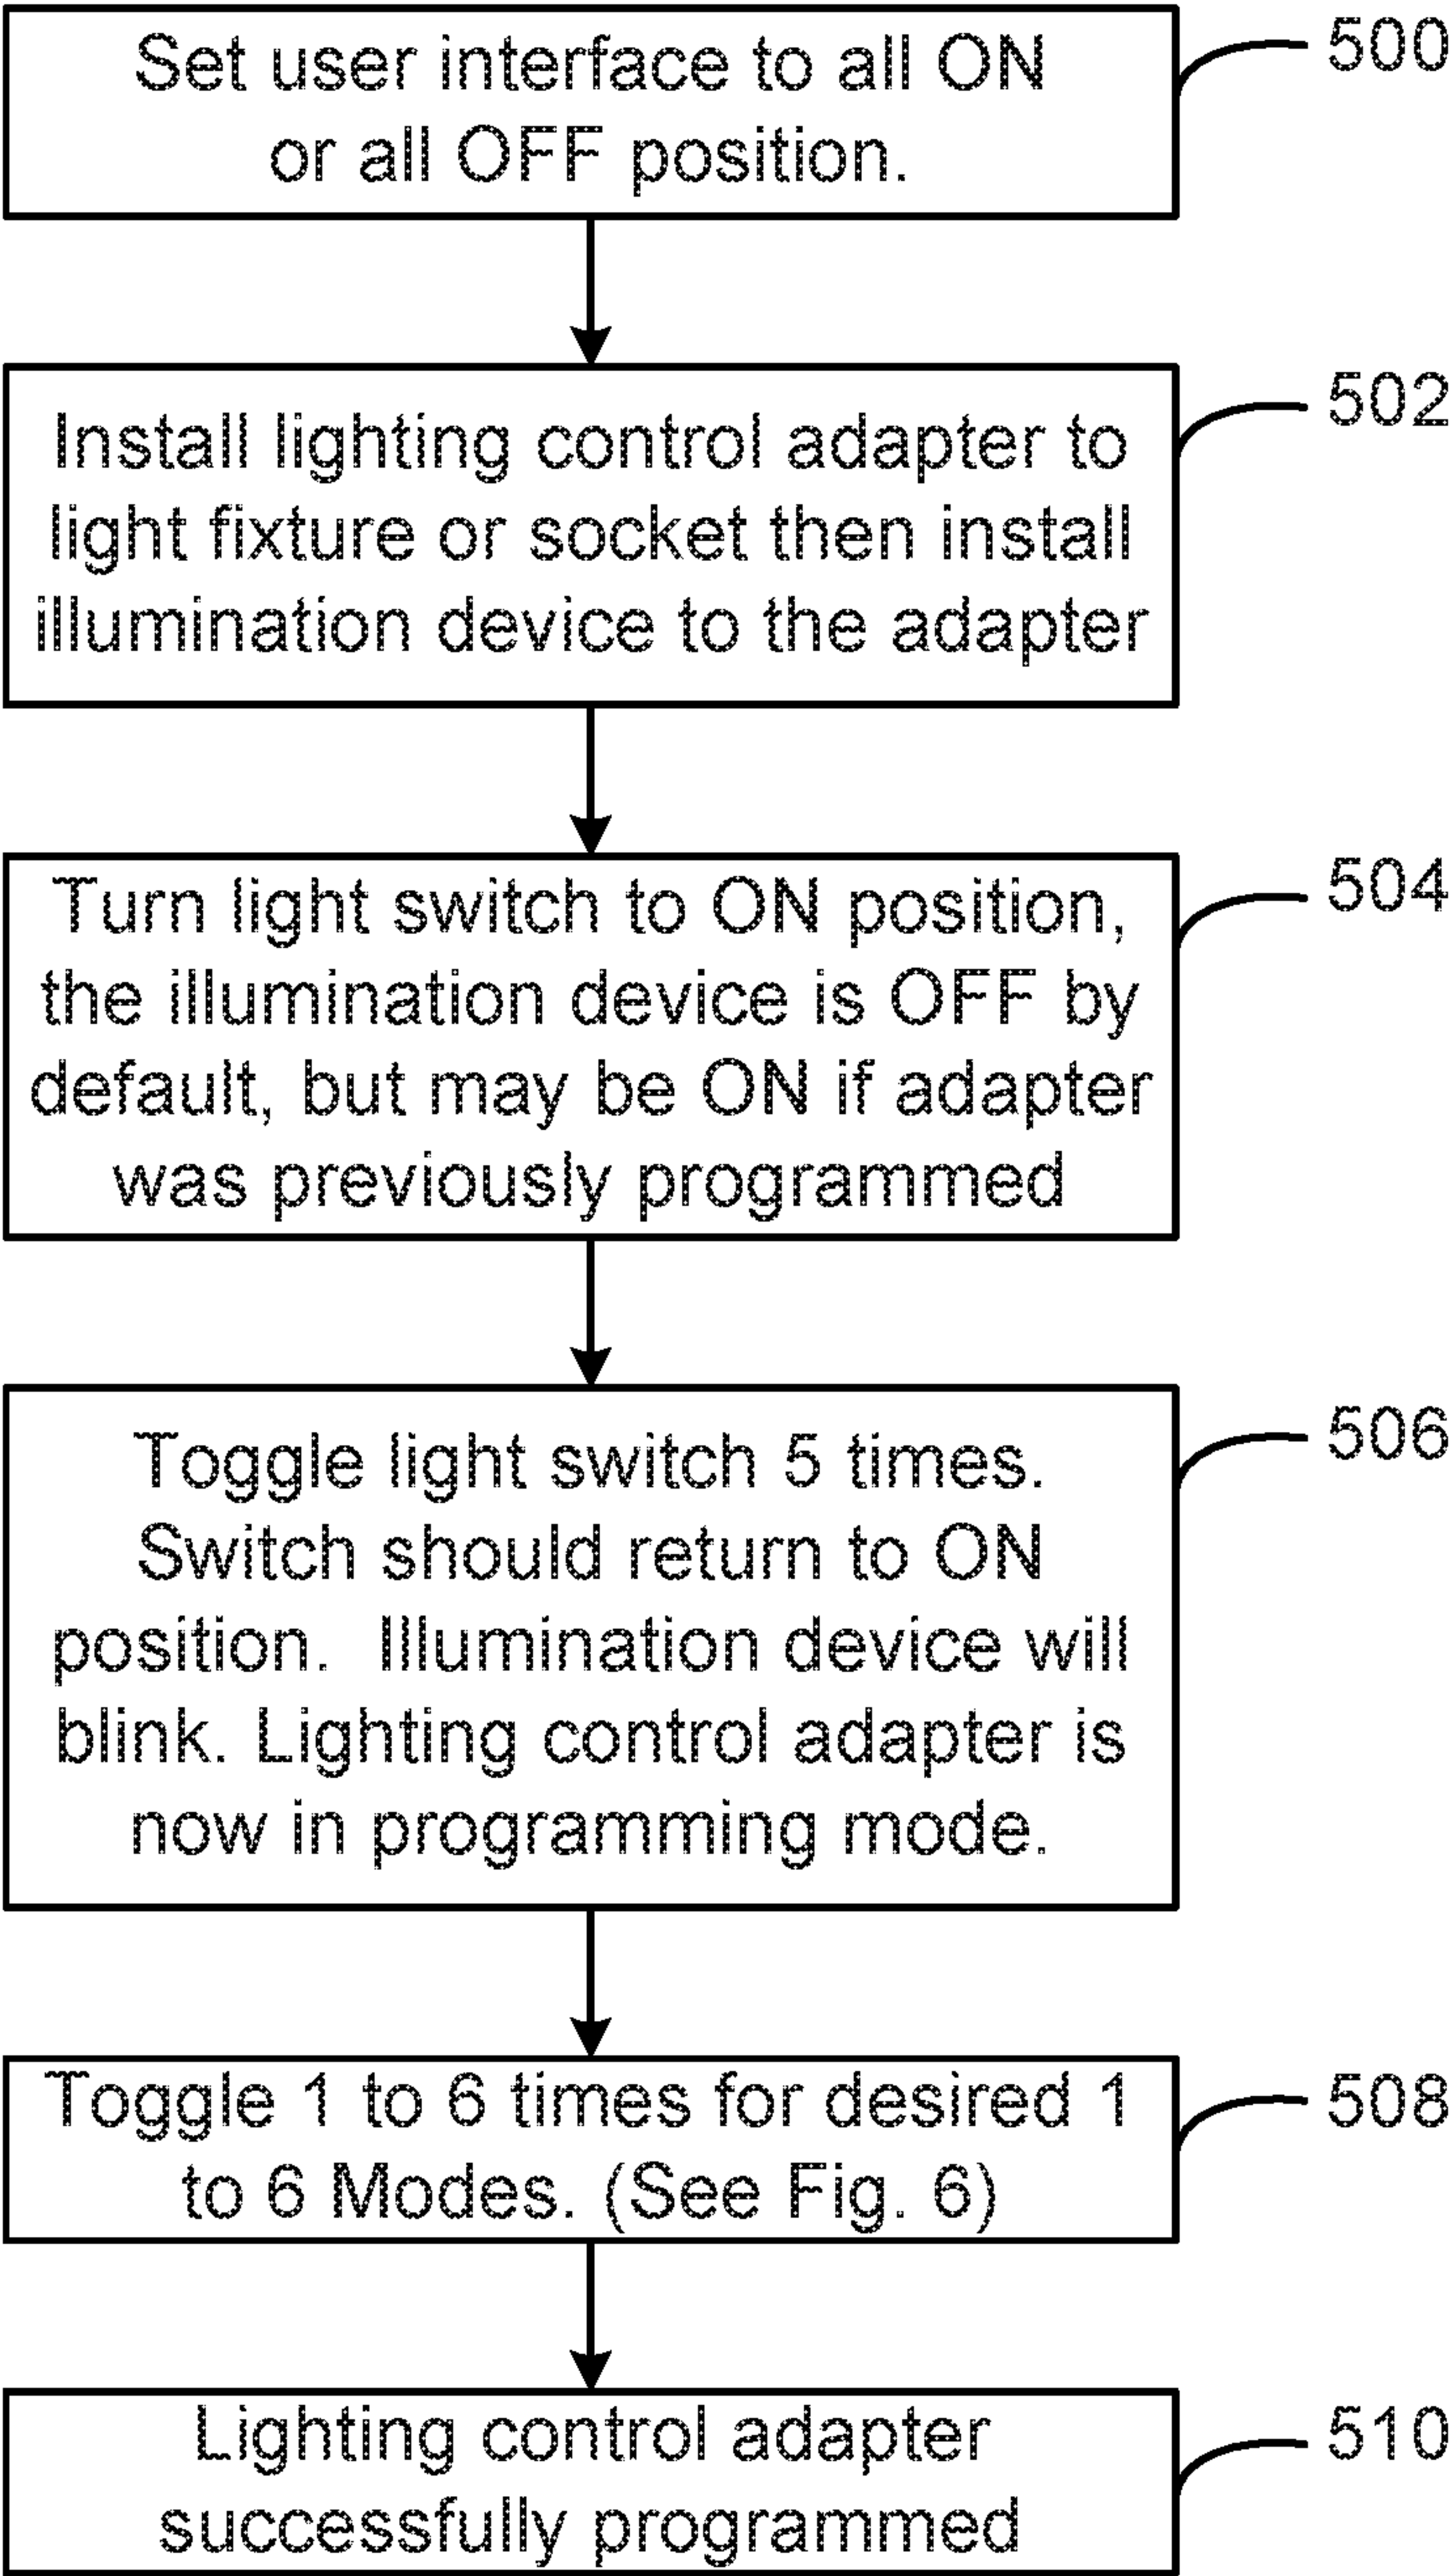 Set user interface to all ON
or all OFF position.
500
Install lighting control adapter to
light fixture or socket then install
illumination device to the adapter
502
Turn light switch to ON position,
the illumination device is OFF by
default, but may be ON if adapter
was previously programmed
504
Toggle light switch 5 times.
Switch should return to ON
position.  Illumination device will
blink. Lighting control adapter is
now in programming mode.
506
Toggle 1 to 6 times for desired 1
to 6 Modes. (See Fig. 6)
508
Lighting control adapter
successfully programmed
510